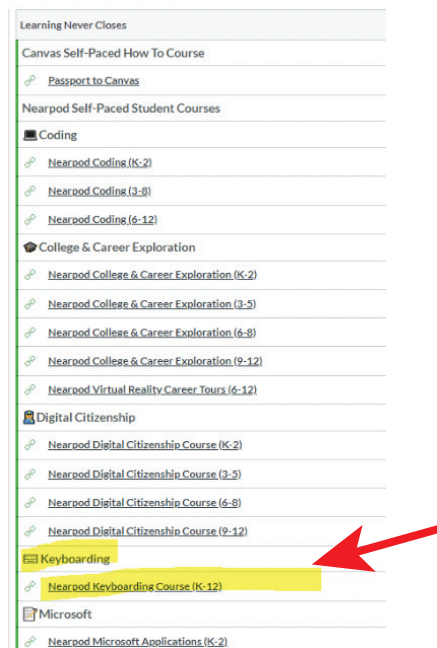 Learning Never Closes
Canvas Self-Paced How To Course
Passport to Canvas
Nearpod Self-Paced Student Courses
Coding
Nearpod Coding (K-2)
Nearpod Coding (3-8)
Nearpod Coding (6-12)
College & Career Exploration
Nearpod College & Career Exploration (K-2)
Nearpod College & Career Exploration (3-5)
Nearpod College & Career Exploration (6-8)
Nearpod College & Career Exploration (9-12)
Nearpod Virtual Reality Career Tours (6-12)
Digital Citizenship
Nearpod Digital Citizenship Course (K-2)
Nearpod Digital Citizenship Course (3-5)
Nearpod Digital Citizenship Course (6-8)
Nearpod Digital Citizenship Course (9-12)
Keyboarding
Nearpod Keyboarding Course (K-12)
Microsoft
Nearpod Microsoft Applications (K-2)